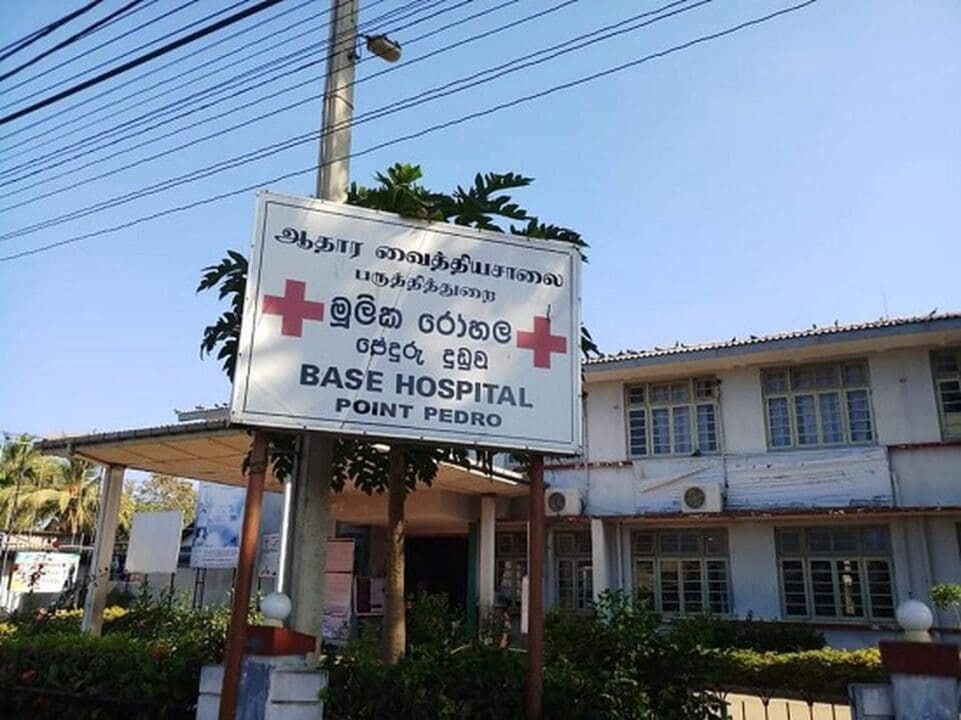 ஆதார வைத்தியசாலை
பருத்தித்துறை
මූලික රෝහල
පේදුරු දුඩුව
BASE HOSPITAL
POINT PEDRO